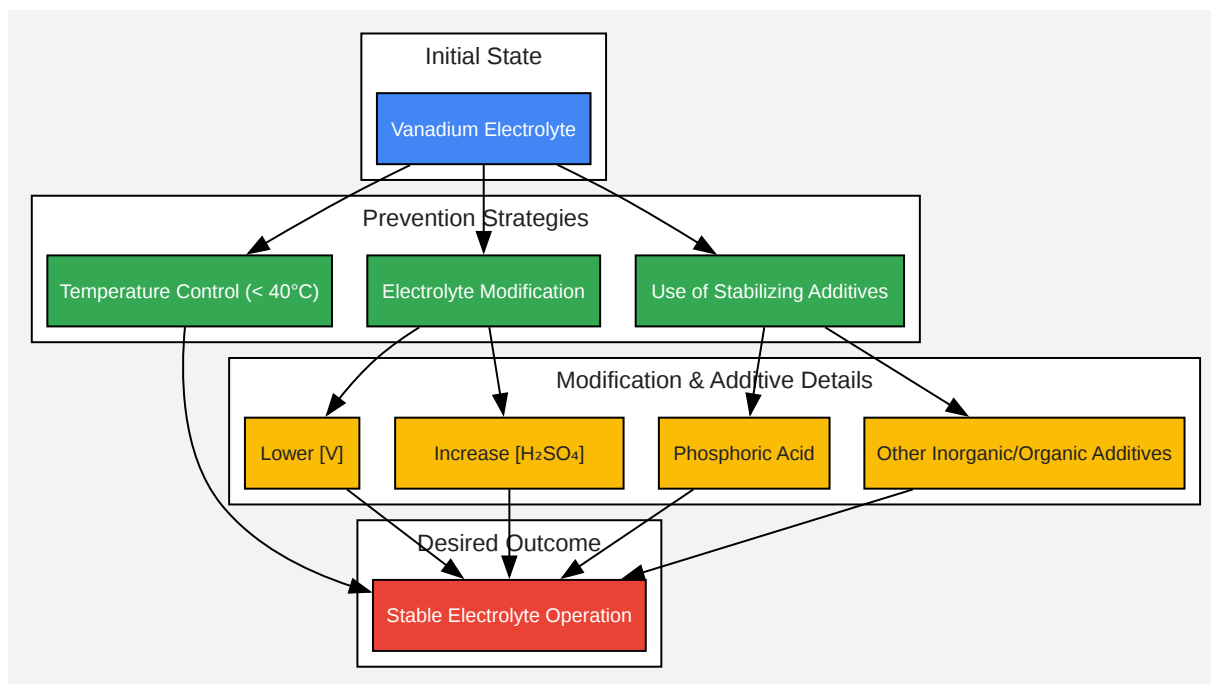 Initial State
Vanadium Electrolyte
Prevention Strategies
Temperature Control (< 40°C)
Electrolyte Modification
Use of Stabilizing Additives
Modification & Additive Details
Lower [V]
Increase [H₂SO₄]
Phosphoric Acid
Other Inorganic/Organic Additives
Desired Outcome
Stable Electrolyte Operation